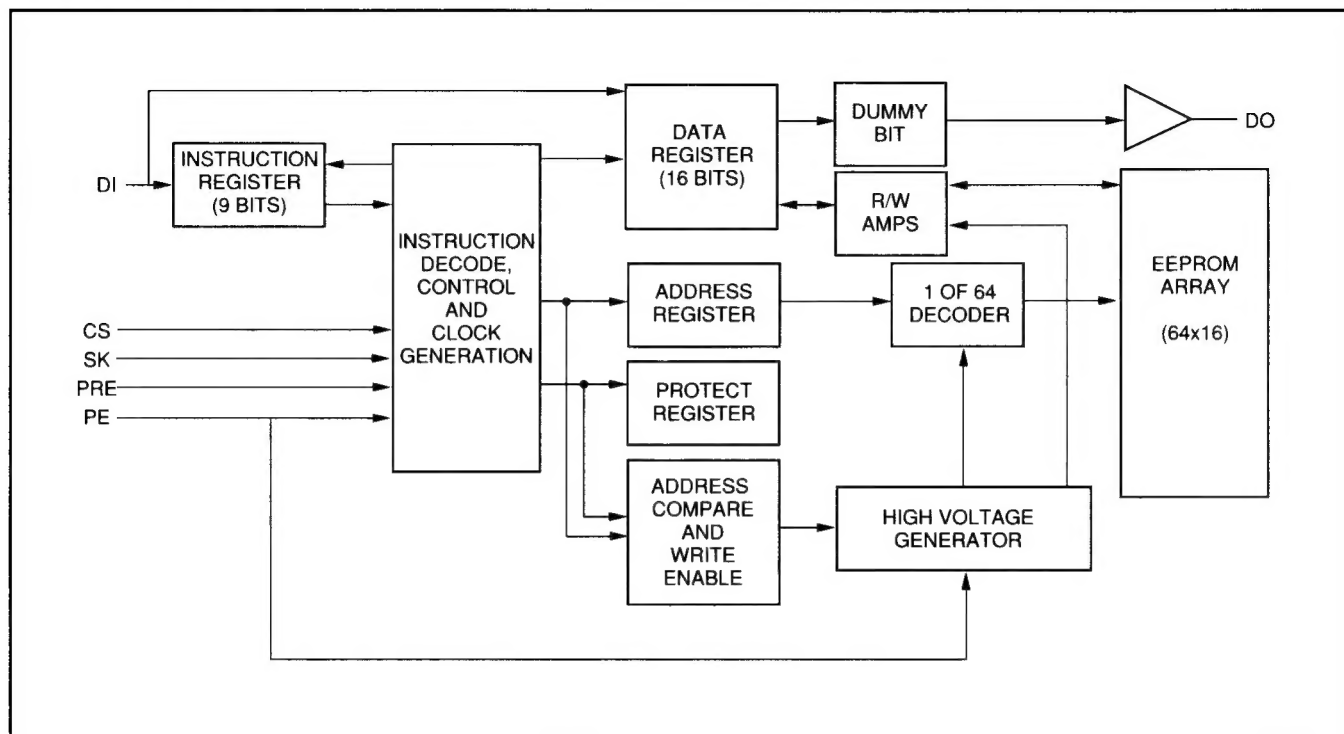 DI
INSTRUCTION
REGISTER
(9 BITS)
CS
SK
PRE
PE
INSTRUCTION
DECODE,
CONTROL
AND
CLOCK
GENERATION
DATA
REGISTER
(16 BITS)
DUMMY
BIT
DO
R/W
AMPS
ADDRESS
REGISTER
1 OF 64
DECODER
EEPROM
ARRAY
(64x16)
PROTECT
REGISTER
ADDRESS
COMPARE
AND
WRITE
ENABLE
HIGH VOLTAGE
GENERATOR